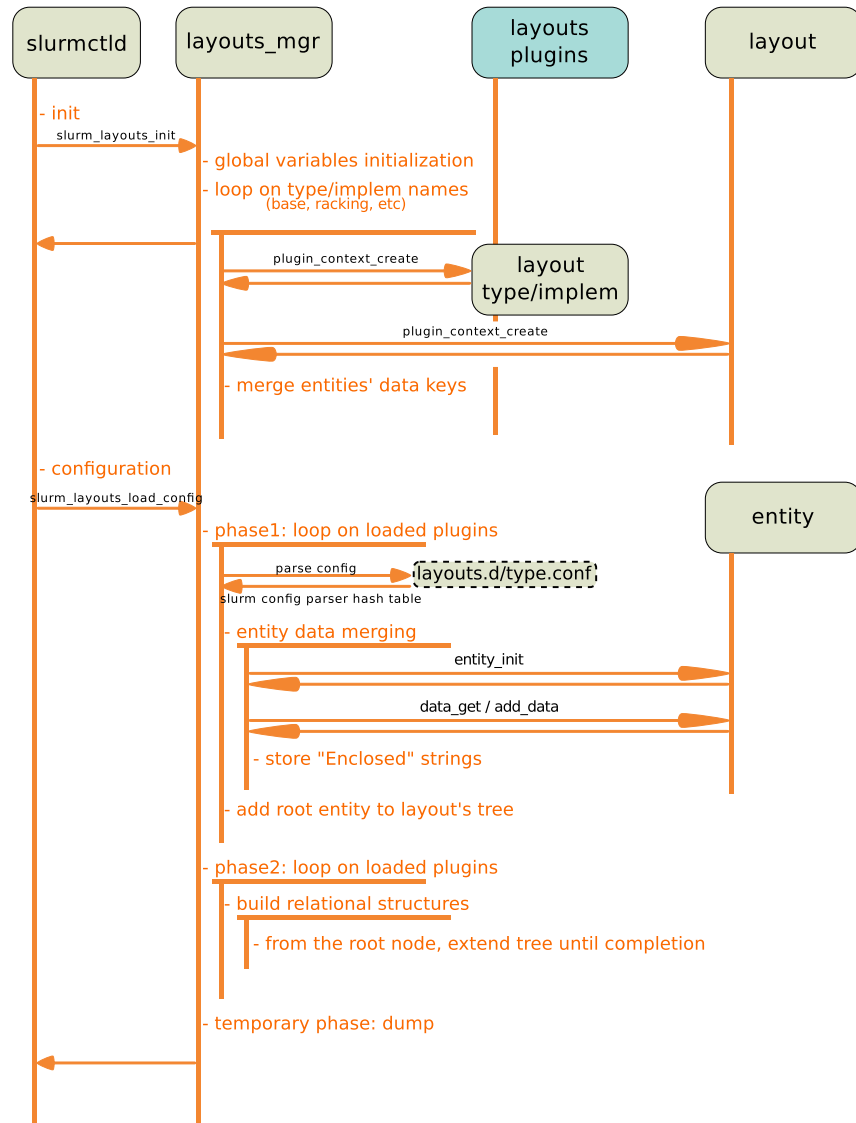 slurmctld
layouts_mgr
layouts
plugins
layout
- init
slurm_layouts_init
- global variables initialization
- loop on type/implem names
(base, racking, etc)
plugin_context_create
layout
type/implem
plugin_context_create
- merge entities' data keys
- configuration
slurm_layouts_load_config
entity
- phase1: loop on loaded plugins
parse config
layouts.d/type.conf
slurm config parser hash table
- entity data merging
entity_init
data_get / add_data
- store "Enclosed" strings
- add root entity to layout's tree
- phase2: loop on loaded plugins
- build relational structures
- from the root node, extend tree until completion
- temporary phase: dump